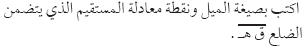 اكتب بصيغة الميل ونقطة معادلة المستقيم الذي يتضمن
الضلع ق هـ .